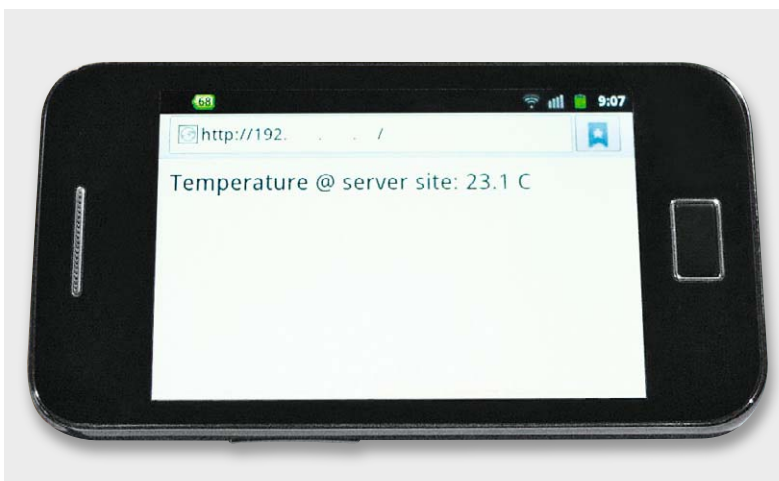 68
9:07
http://192. . . /
Temperature @ server site: 23.1 C